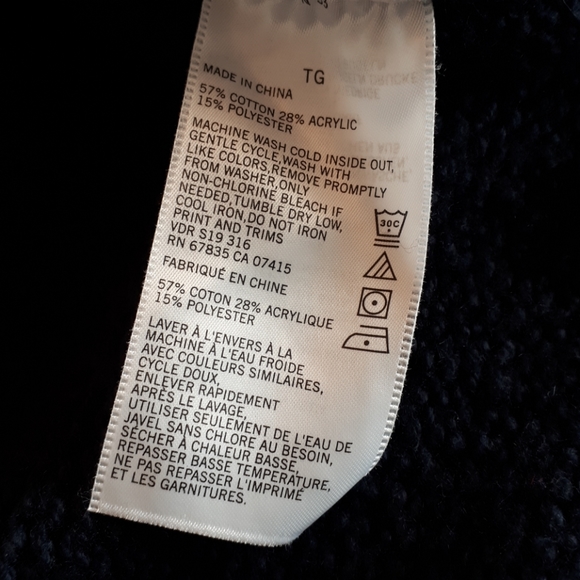 TG
MADE IN CHINA
57% COTTON 28% ACRYLIC
15% POLYESTER
MACHINE WASH COLD INSIDE OUT,
GENTLE CYCLE,WASH WITH
LIKE COLORS,REMOVE PROMPTLY
FROM WASHER,ONLY
NON-CHLORINE BLEACH IF
NEEDED,TUMBLE DRY LOW,
COOL IRON,DO NOT IRON
PRINT AND TRIMS
VDR S19 316
RN 67835 CA 07415
30C
FABRIQUÉ EN CHINE
57% COTON 28% ACRYLIQUE
15% POLYESTER
LAVER À L'ENVERS À LA
MACHINE À L'EAU FROIDE
AVEC COULEURS SIMILAIRES,
CYCLE DOUX,
ENLEVER RAPIDEMENT
APRÈS LE LAVAGE,
UTILISER SEULEMENT DE L'EAU DE
JAVEL SANS CHLORE AU BESOIN,
SÉCHER À CHALEUR BASSE,
REPASSER BASSE TEMPÉRATURE,
NE PAS REPASSER L'IMPRIMÉ
ET LES GARNITURES.